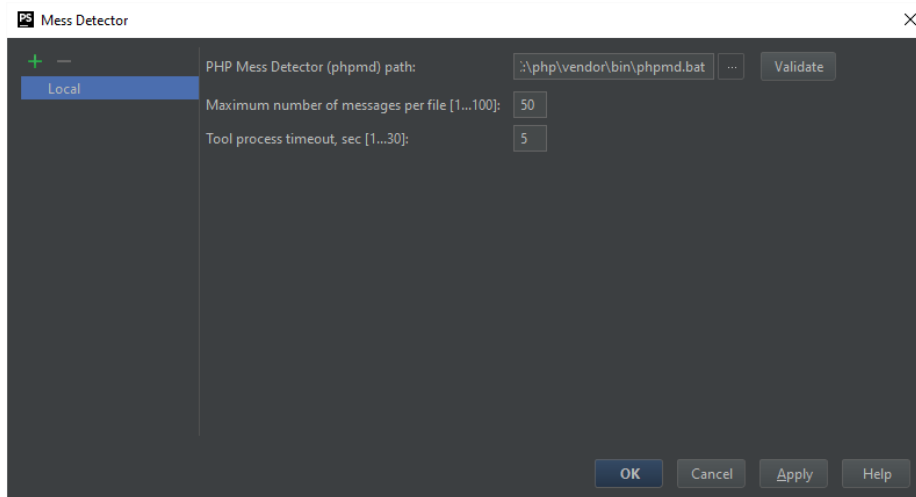 PS Mess Detector
Local
PHP Mess Detector (phpmd) path: :\php\vendor\bin\phpmd.bat ... Validate
Maximum number of messages per file [1...100]: 50
Tool process timeout, sec [1...30]: 5
OK Cancel Apply Help